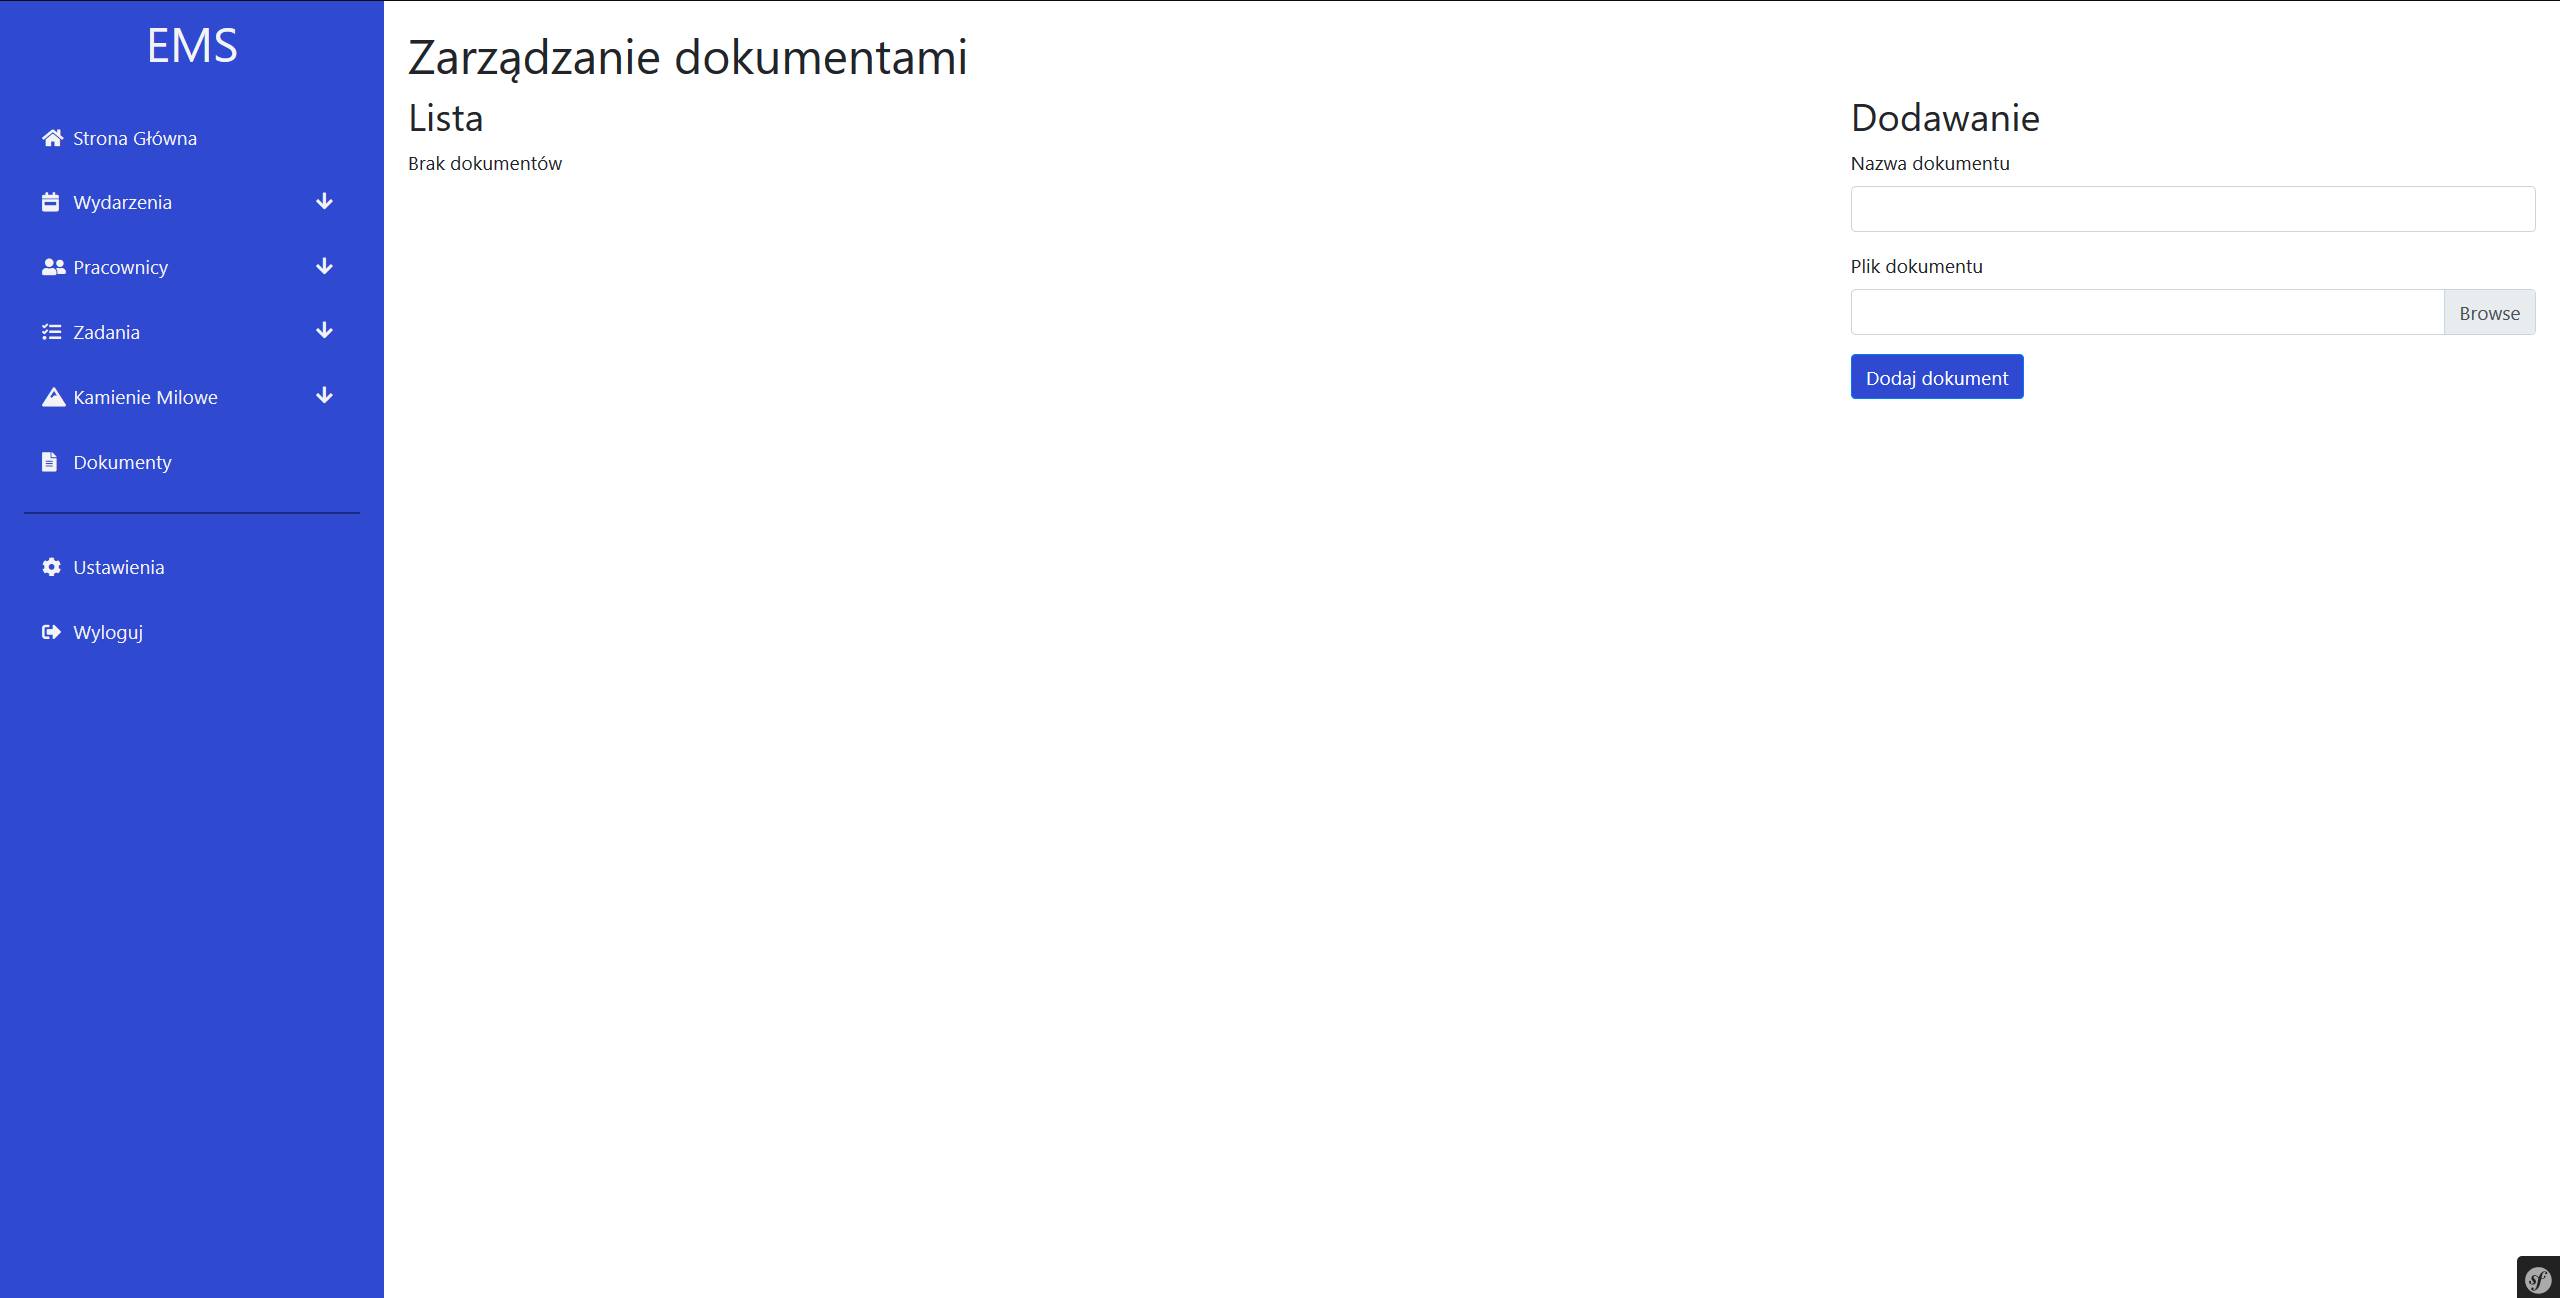 EMS
Strona Główna
Wydarzenia
Pracownicy
Zadania
Kamienie Milowe
Dokumenty
Ustawienia
Wyloguj
Zarządzanie dokumentami
Lista
Brak dokumentów
Dodawanie
Nazwa dokumentu
Plik dokumentu
Browse
Dodaj dokument
sf